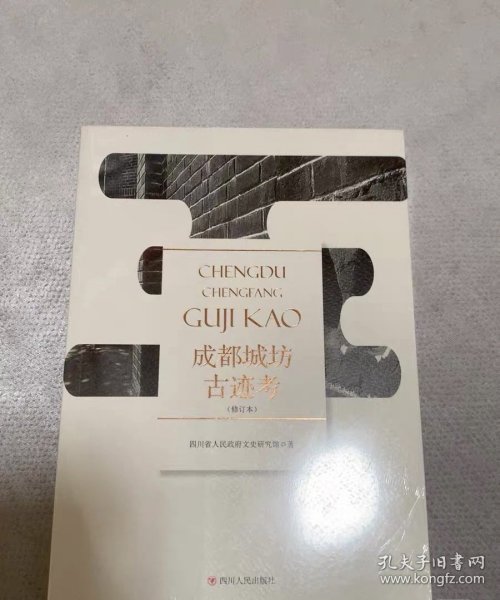 CHENGDU
CHENGFANG
GUJI KAO
成都城坊
古迹考
(修订本)
四川省人民政府文史研究馆◎著
四川人民出版社
孔夫子旧书网
www.kongfz.com